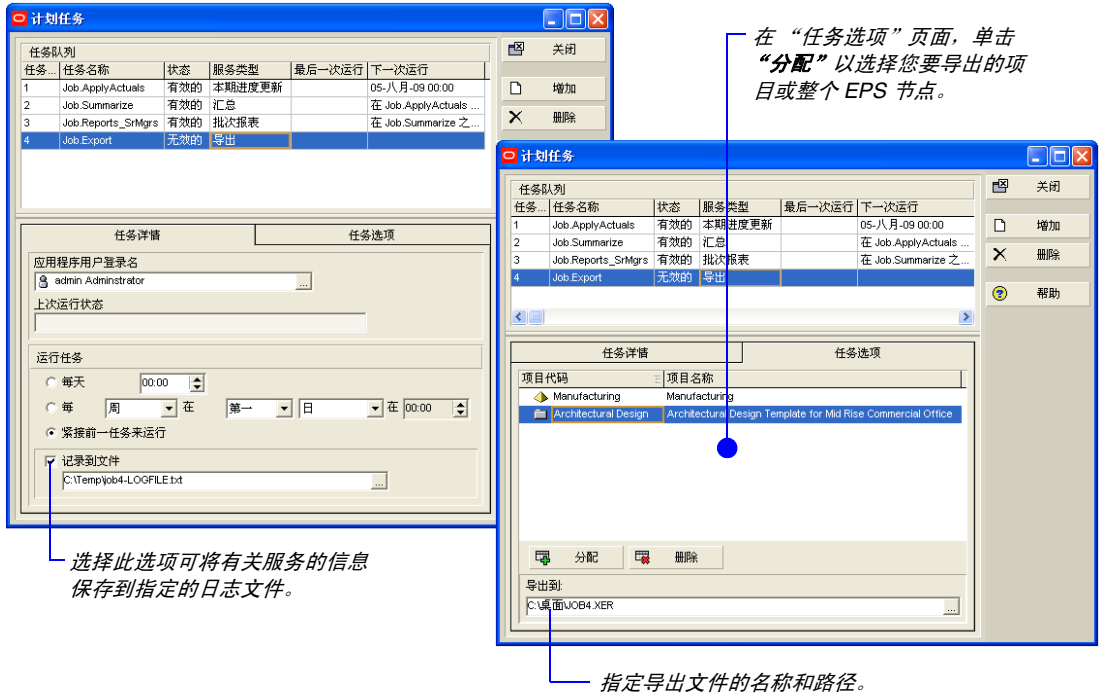 计划任务
任务队列
任务... 任务名称 状态 服务类型 最后一次运行 下一次运行
1 Job.ApplyActuals 有效的 本期进度更新 05-八月-09 00:00
2 Job.Summarize 有效的 汇总 在 Job.ApplyActuals ...
3 Job.Reports_SrMgrs 有效的 批次报表 在 Job.Summarize 之...
4 Job.Export 无效的 导出
关闭
增加
删除
任务详情 任务选项
应用程序用户登录名
admin Adminstrator
...
上次运行状态
运行任务
每天 00:00
每 周 在 第一 日 在 00:00
紧接前一任务来运行
记录到文件
C:\Temp\job4-LOGFILE.txt
...
选择此选项可将有关服务的信息
保存到指定的日志文件。
在 “任务选项”页面，单击
“分配”以选择您要导出的项
目或整个 EPS 节点。
计划任务
任务队列
任务... 任务名称 状态 服务类型 最后一次运行 下一次运行
1 Job.ApplyActuals 有效的 本期进度更新 05-八月-09 00:00
2 Job.Summarize 有效的 汇总 在 Job.ApplyActuals ...
3 Job.Reports_SrMgrs 有效的 批次报表 在 Job.Summarize 之...
4 Job.Export 无效的 导出
关闭
增加
删除
帮助
任务详情 任务选项
项目代码 项目名称
Manufacturing Manufacturing
Architectural Design Architectural Design Template for Mid Rise Commercial Office
分配 删除
导出到:
C:\桌面\JOB4.XER
...
指定导出文件的名称和路径。